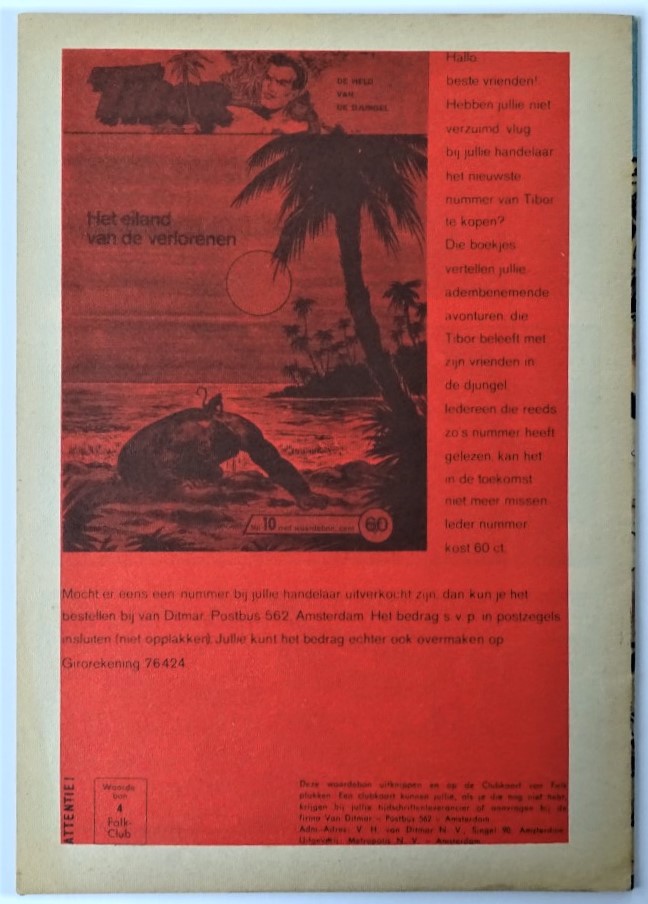 Tibor
DE HELD
VAN
DE DJUNGEL
Het eiland
van de verlorenen
Nr. 10 met waardebon, cent 60
Hallo
beste vrienden!
Hebben jullie niet
verzuimd, vlug
bij jullie handelaar
het nieuwste
nummer van Tibor
te kopen?
Die boekjes
vertellen jullie
adembenemende
avonturen, die
Tibor beleeft met
zijn vrienden in
de djungel
Iedereen die reeds
zo'n nummer heeft
gelezen, kan het
in de toekomst
niet meer missen
Ieder nummer
kost 60 ct.
Mocht er eens een nummer bij jullie handelaar uitverkocht zijn, dan kun je het
bestellen bij van Ditmar, Postbus 562, Amsterdam. Het bedrag s.v.p. in postzegels
insluiten (niet opplakken). Jullie kunt het bedrag echter ook overmaken op
Girorekening 76424
ATTENTIE!
Waarde
bon
4
Falk-
Club
Deze waardebon uitknippen en op de Clubkaart van Falk
plakken. Een clubkaart kunnen jullie, als je die nog niet hebt,
krijgen bij jullie tijdschriftenleverancier of aanvragen bij de
firma Van Ditmar - Postbus 562 - Amsterdam
Adm.-Adres: V. H. van Ditmar N. V., Singel 95, Amsterdam
Uitgeverij: Metropolis N. V. - Amsterdam